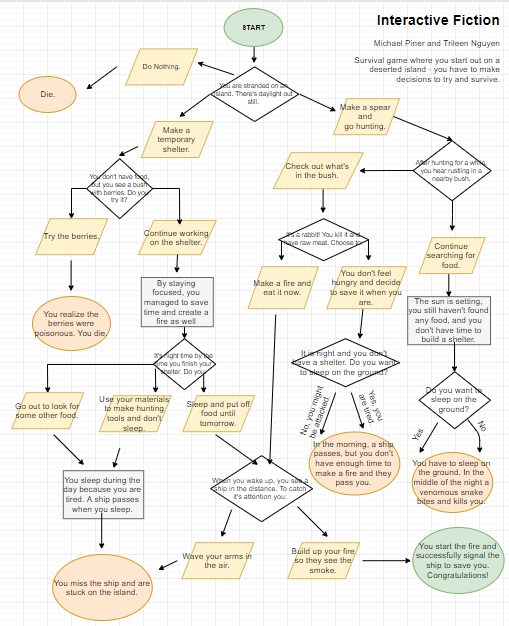 Interactive Fiction
Michael Piner and Trileen Nguyen
Survival game where you start out on a
deserted island - you have to make
decisions to try and survive.
START
Do Nothing.
Die.
You are stranded on an
island. There's daylight out
still.
Make a spear
and
go hunting.
Make a
temporary
shelter.
Check out what's
in the bush.
After hunting for a while
you hear rustling in a
nearby bush.
You don't have food,
but you see a bush
with berries. Do you
try it?
Try the berries.
Continue working
on the shelter.
It's a rabbit! You kill it and
have raw meat. Choose to:
Continue
searching for
food.
Make a fire and
eat it now.
You don't feel
hungry and decide
to save it when you
are.
By staying
focused, you
managed to save
time and create a
fire as well
The sun is setting,
you still haven't found
any food, and you
don't have time to
build a shelter.
You realize the
berries were
poisonous. You die.
It's night time by the
time you finish your
shelter. Do you:
It is night and you don't
have a shelter. Do you want
to sleep on the ground?
Do you want to
sleep on the
ground?
Go out to look for
some other food.
Use your materials
to make hunting
tools and don't
sleep.
Sleep and put off
food until
tomorrow.
No, you might
be attacked.
Yes, you
are tired.
Yes
No
In the morning, a ship
passes, but you don't
have enough time to
make a fire and they
pass you.
You have to sleep on
the ground. In the
middle of the night a
venomous snake
bites and kills you.
You sleep during the
day because you are
tired. A ship passes
when you sleep.
When you wake up, you see a
ship in the distance. To catch
it's attention you:
Wave your arms in
the air.
Build up your fire
so they see the
smoke.
You start the fire and
successfully signal the
ship to save you.
Congratulations!
You miss the ship and are
stuck on the island.